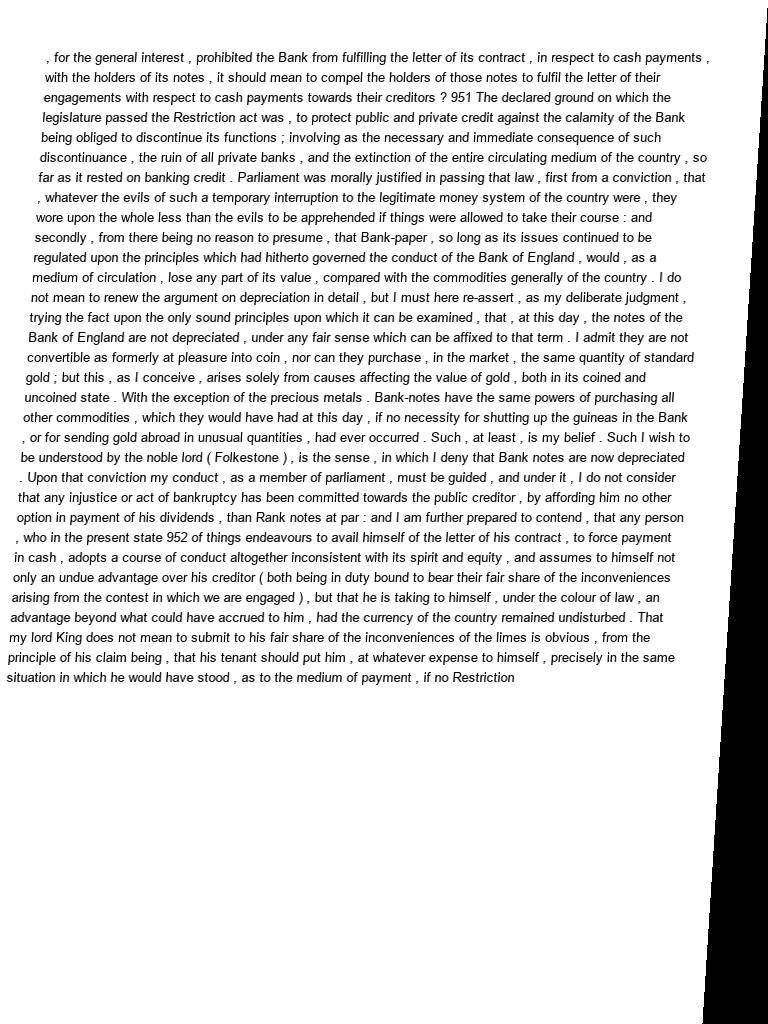 , for the general interest , prohibited the Bank from fulfilling the letter of its contract , in respect to cash payments ,
with the holders of its notes , it should mean to compel the holders of those notes to fulfil the letter of their
engagements with respect to cash payments towards their creditors ? 951 The declared ground on which the
legislature passed the Restriction act was , to protect public and private credit against the calamity of the Bank
being obliged to discontinue its functions ; involving as the necessary and immediate consequence of such
discontinuance , the ruin of all private banks , and the extinction of the entire circulating medium of the country , so
far as it rested on banking credit . Parliament was morally justified in passing that law , first from a conviction , that
, whatever the evils of such a temporary interruption to the legitimate money system of the country were , they
wore upon the whole less than the evils to be apprehended if things were allowed to take their course : and
secondly , from there being no reason to presume , that Bank-paper , so long as its issues continued to be
regulated upon the principles which had hitherto governed the conduct of the Bank of England , would , as a
medium of circulation , lose any part of its value , compared with the commodities generally of the country . I do
not mean to renew the argument on depreciation in detail , but I must here re-assert , as my deliberate judgment ,
trying the fact upon the only sound principles upon which it can be examined , that , at this day , the notes of the
Bank of England are not depreciated , under any fair sense which can be affixed to that term . I admit they are not
convertible as formerly at pleasure into coin , nor can they purchase , in the market , the same quantity of standard
gold ; but this , as I conceive , arises solely from causes affecting the value of gold , both in its coined and
uncoined state . With the exception of the precious metals . Bank-notes have the same powers of purchasing all
other commodities , which they would have had at this day , if no necessity for shutting up the guineas in the Bank
, or for sending gold abroad in unusual quantities , had ever occurred . Such , at least , is my belief . Such I wish to
be understood by the noble lord ( Folkestone ) , is the sense , in which I deny that Bank notes are now depreciated
. Upon that conviction my conduct , as a member of parliament , must be guided , and under it , I do not consider
that any injustice or act of bankruptcy has been committed towards the public creditor , by affording him no other
option in payment of his dividends , than Rank notes at par : and I am further prepared to contend , that any person
, who in the present state 952 of things endeavours to avail himself of the letter of his contract , to force payment
in cash , adopts a course of conduct altogether inconsistent with its spirit and equity , and assumes to himself not
only an undue advantage over his creditor ( both being in duty bound to bear their fair share of the inconveniences
arising from the contest in which we are engaged ) , but that he is taking to himself , under the colour of law , an
advantage beyond what could have accrued to him , had the currency of the country remained undisturbed . That
my lord King does not mean to submit to his fair share of the inconveniences of the limes is obvious , from the
principle of his claim being , that his tenant should put him , at whatever expense to himself , precisely in the same
situation in which he would have stood , as to the medium of payment , if no Restriction